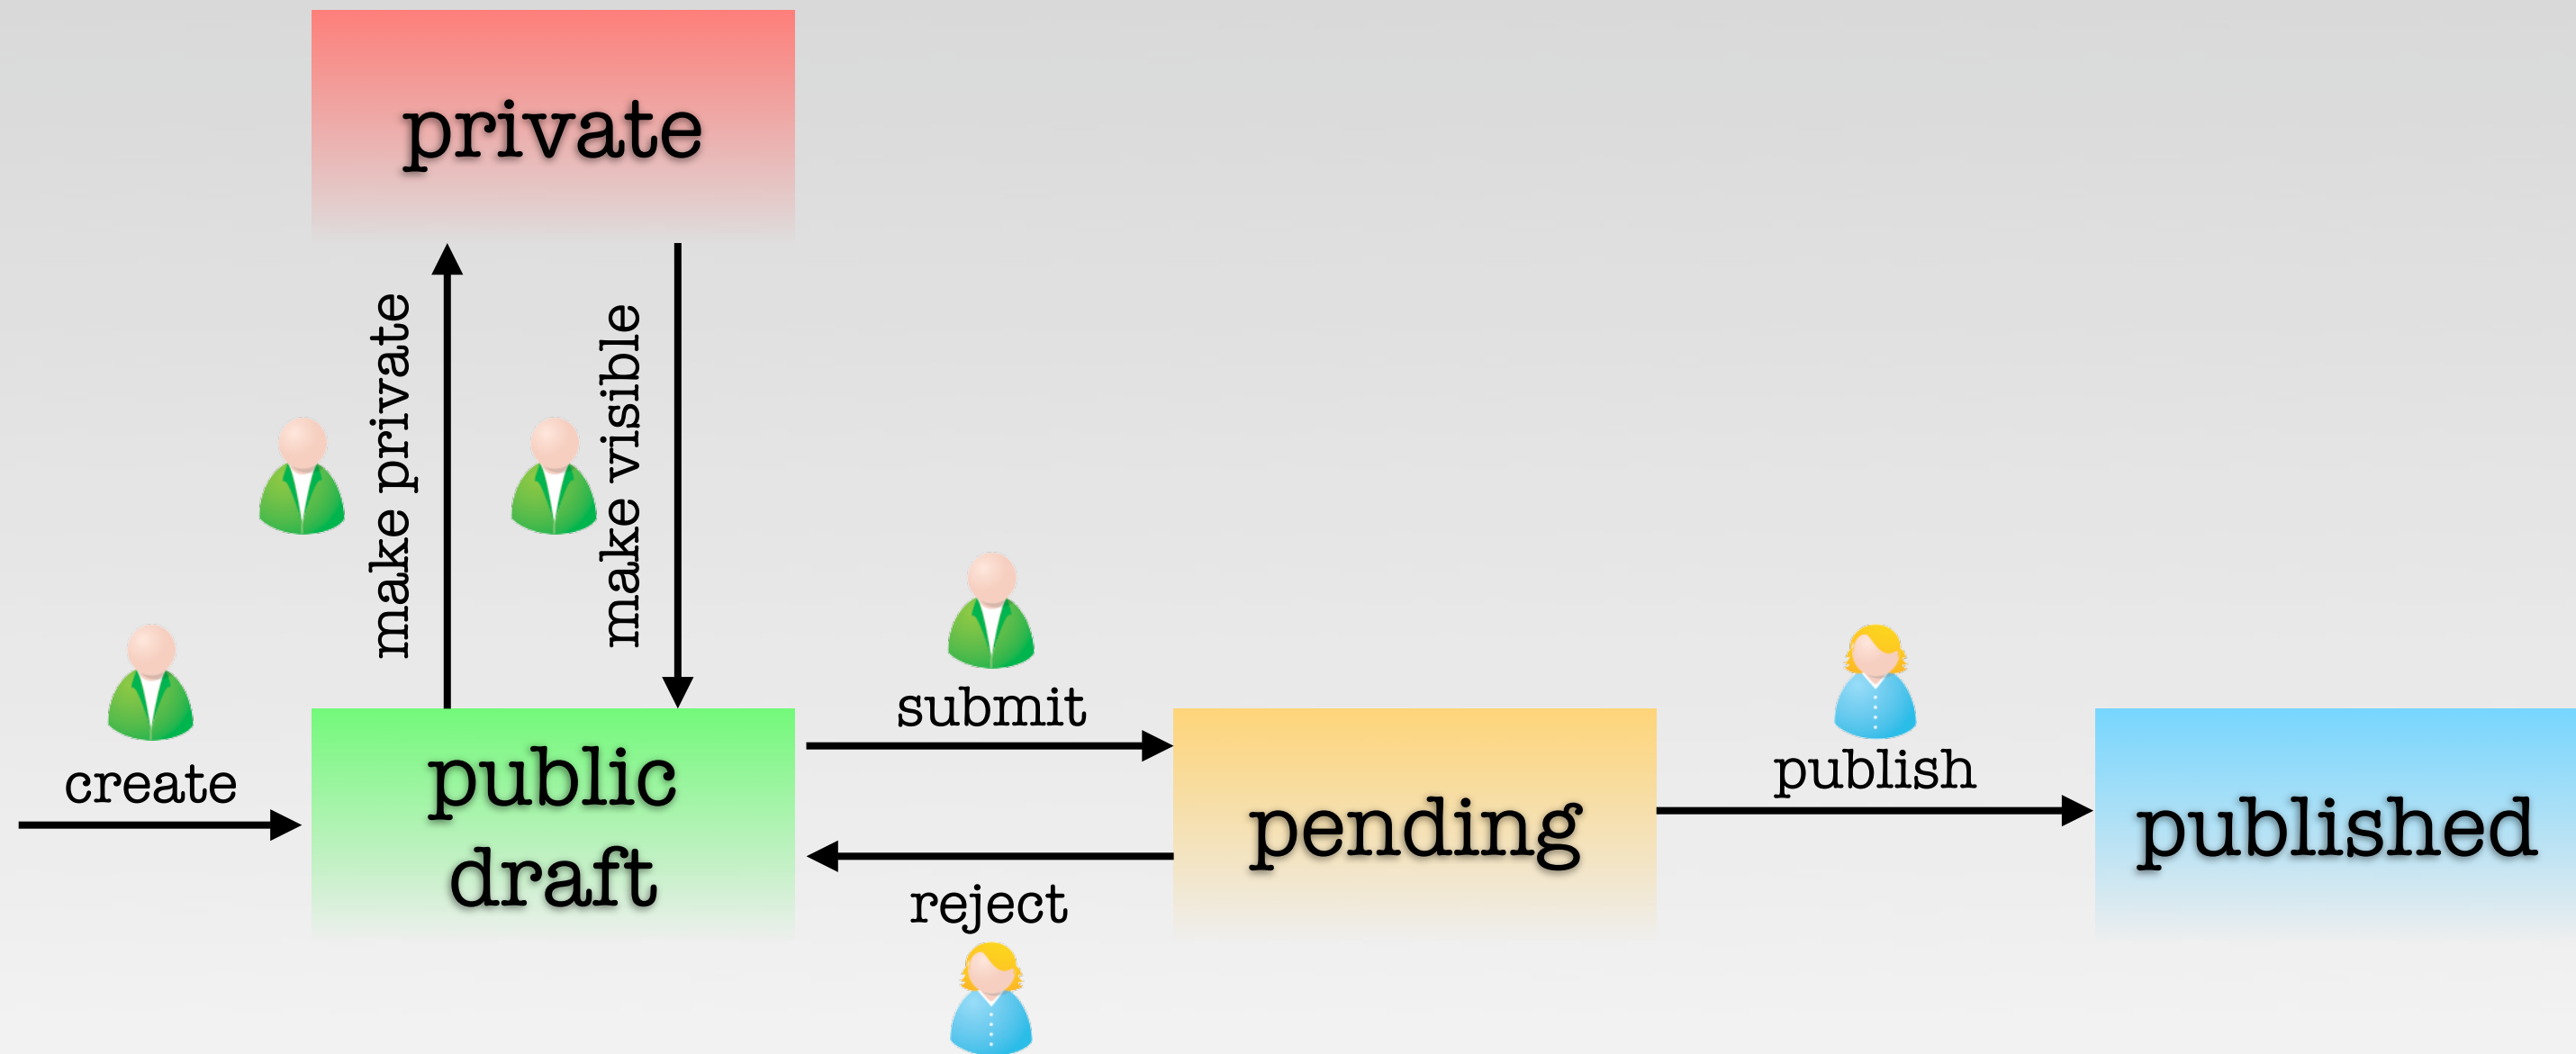 private
make private
make visible
create
public
draft
submit
reject
pending
publish
published